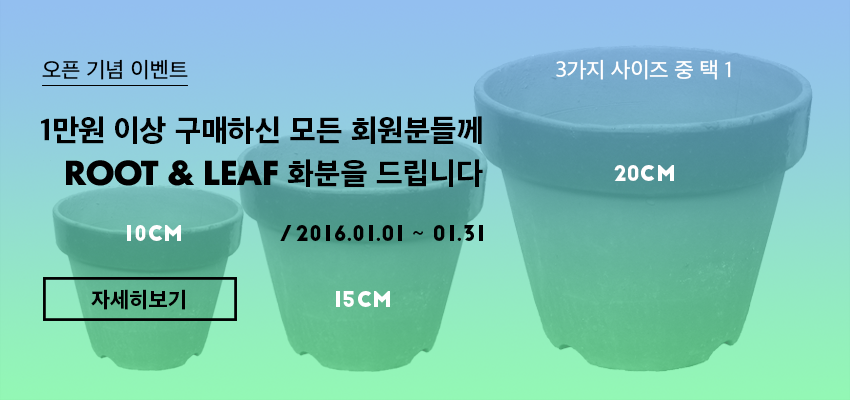 오픈 기념 이벤트
3가지 사이즈 중 택 1
1만원 이상 구매하신 모든 회원분들께
ROOT & LEAF 화분을 드립니다
20CM
10CM
/ 2016.01.01 ~ 01.31
15CM
자세히보기